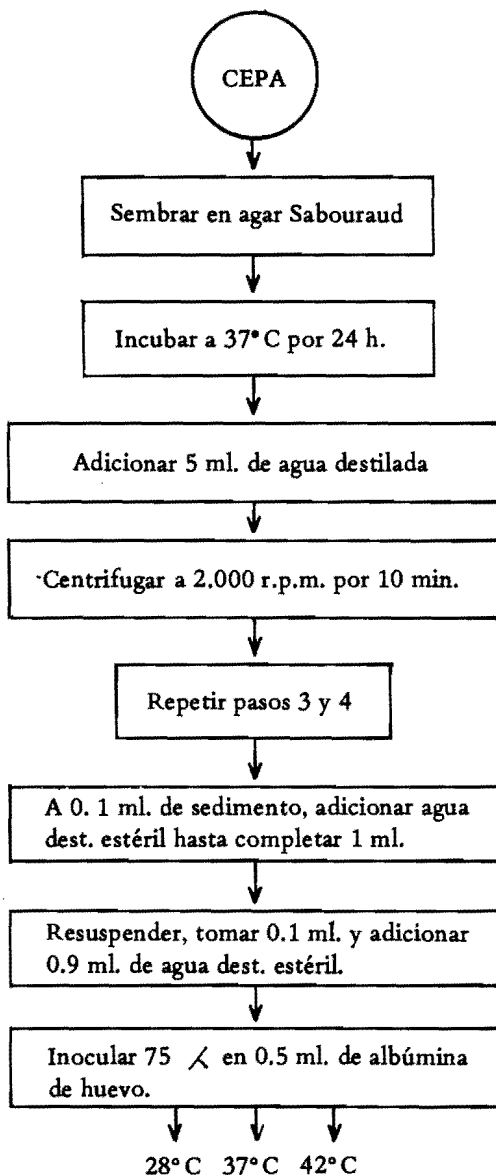 CEPA
Sembrar en agar Sabouraud
Incubar a 37°C por 24 h.
Adicionar 5 ml. de agua destilada
Centrifugar a 2.000 r.p.m. por 10 min.
Repetir pasos 3 y 4
A 0. 1 ml. de sedimento, adicionar agua
dest. estéril hasta completar 1 ml.
Resuspender, tomar 0.1 ml. y adicionar
0.9 ml. de agua dest. estéril.
Inocular 75 ⁁ en 0.5 ml. de albúmina
de huevo.
28°C 37°C 42°C